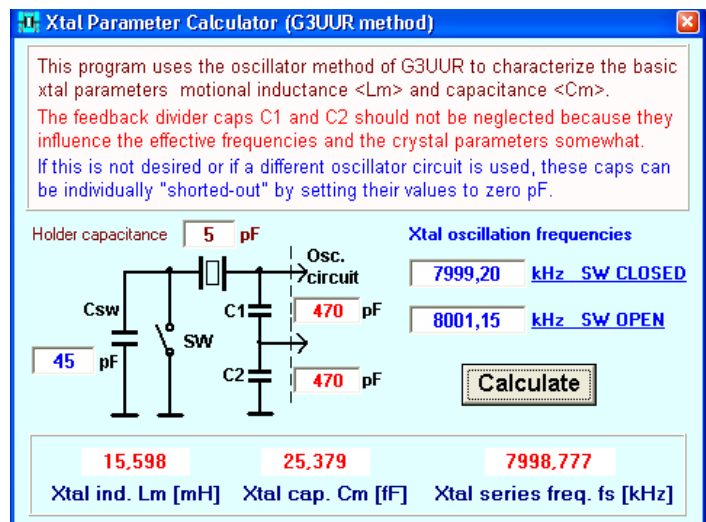 Xtal Parameter Calculator (G3UUR method)
This program uses the oscillator method of G3UUR to characterize the basic
xtal parameters motional inductance <Lm> and capacitance <Cm>.
The feedback divider caps C1 and C2 should not be neglected because they
influence the effective frequencies and the crystal parameters somewhat.
If this is not desired or if a different oscillator circuit is used, these caps can
be individually "shorted-out" by setting their values to zero pF.
Holder capacitance 5 pF
Xtal oscillation frequencies
Osc.
circuit
7999,20 kHz SW CLOSED
Csw
C1 470 pF
8001,15 kHz SW OPEN
SW
45 pF
C2 470 pF
Calculate
15,598 25,379 7998,777
Xtal ind. Lm [mH] Xtal cap. Cm [fF] Xtal series freq. fs [kHz]